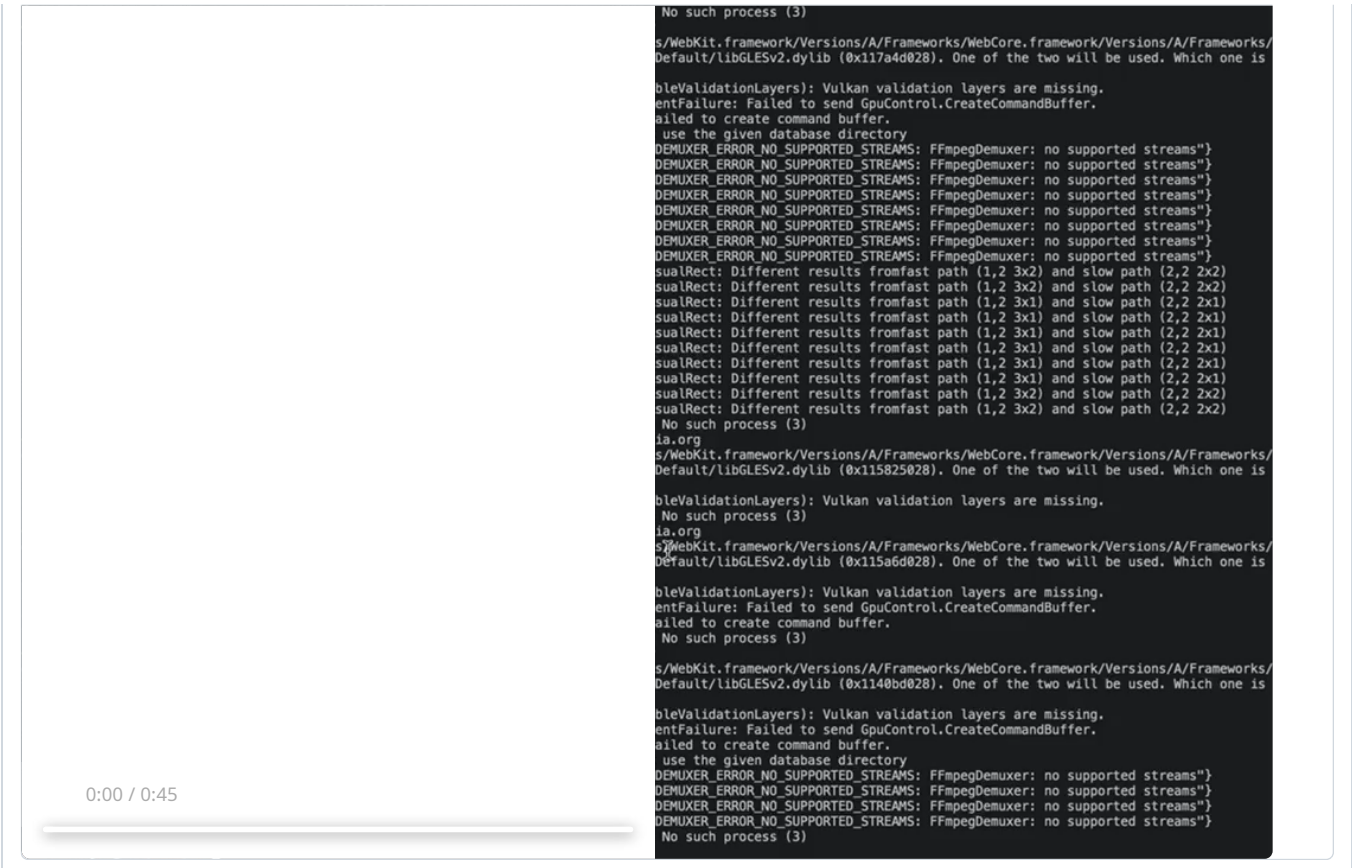 No such process (3)
s/WebKit.framework/Versions/A/Frameworks/WebCore.framework/Versions/A/Frameworks/
Default/libGLESv2.dylib (0x117a4d028). One of the two will be used. Which one is
bleValidationLayers): Vulkan validation layers are missing.
entFailure: Failed to send GpuControl.CreateCommandBuffer.
ailed to create command buffer.
use the given database directory
DEMUXER_ERROR_NO_SUPPORTED_STREAMS: FFmpegDemuxer: no supported streams"}
DEMUXER_ERROR_NO_SUPPORTED_STREAMS: FFmpegDemuxer: no supported streams"}
DEMUXER_ERROR_NO_SUPPORTED_STREAMS: FFmpegDemuxer: no supported streams"}
DEMUXER_ERROR_NO_SUPPORTED_STREAMS: FFmpegDemuxer: no supported streams"}
DEMUXER_ERROR_NO_SUPPORTED_STREAMS: FFmpegDemuxer: no supported streams"}
DEMUXER_ERROR_NO_SUPPORTED_STREAMS: FFmpegDemuxer: no supported streams"}
DEMUXER_ERROR_NO_SUPPORTED_STREAMS: FFmpegDemuxer: no supported streams"}
DEMUXER_ERROR_NO_SUPPORTED_STREAMS: FFmpegDemuxer: no supported streams"}
sualRect: Different results fromfast path (1,2 3x2) and slow path (2,2 2x2)
sualRect: Different results fromfast path (1,2 3x2) and slow path (2,2 2x2)
sualRect: Different results fromfast path (1,2 3x1) and slow path (2,2 2x1)
sualRect: Different results fromfast path (1,2 3x1) and slow path (2,2 2x1)
sualRect: Different results fromfast path (1,2 3x1) and slow path (2,2 2x1)
sualRect: Different results fromfast path (1,2 3x1) and slow path (2,2 2x1)
sualRect: Different results fromfast path (1,2 3x1) and slow path (2,2 2x1)
sualRect: Different results fromfast path (1,2 3x1) and slow path (2,2 2x1)
sualRect: Different results fromfast path (1,2 3x2) and slow path (2,2 2x2)
sualRect: Different results fromfast path (1,2 3x2) and slow path (2,2 2x2)
No such process (3)
ia.org
s/WebKit.framework/Versions/A/Frameworks/WebCore.framework/Versions/A/Frameworks/
Default/libGLESv2.dylib (0x115825028). One of the two will be used. Which one is
bleValidationLayers): Vulkan validation layers are missing.
No such process (3)
ia.org
s/WebKit.framework/Versions/A/Frameworks/WebCore.framework/Versions/A/Frameworks/
Default/libGLESv2.dylib (0x115a6d028). One of the two will be used. Which one is
bleValidationLayers): Vulkan validation layers are missing.
entFailure: Failed to send GpuControl.CreateCommandBuffer.
ailed to create command buffer.
No such process (3)
s/WebKit.framework/Versions/A/Frameworks/WebCore.framework/Versions/A/Frameworks/
Default/libGLESv2.dylib (0x1140bd028). One of the two will be used. Which one is
bleValidationLayers): Vulkan validation layers are missing.
entFailure: Failed to send GpuControl.CreateCommandBuffer.
ailed to create command buffer.
use the given database directory
DEMUXER_ERROR_NO_SUPPORTED_STREAMS: FFmpegDemuxer: no supported streams"}
DEMUXER_ERROR_NO_SUPPORTED_STREAMS: FFmpegDemuxer: no supported streams"}
DEMUXER_ERROR_NO_SUPPORTED_STREAMS: FFmpegDemuxer: no supported streams"}
DEMUXER_ERROR_NO_SUPPORTED_STREAMS: FFmpegDemuxer: no supported streams"}
No such process (3)
0:00 / 0:45